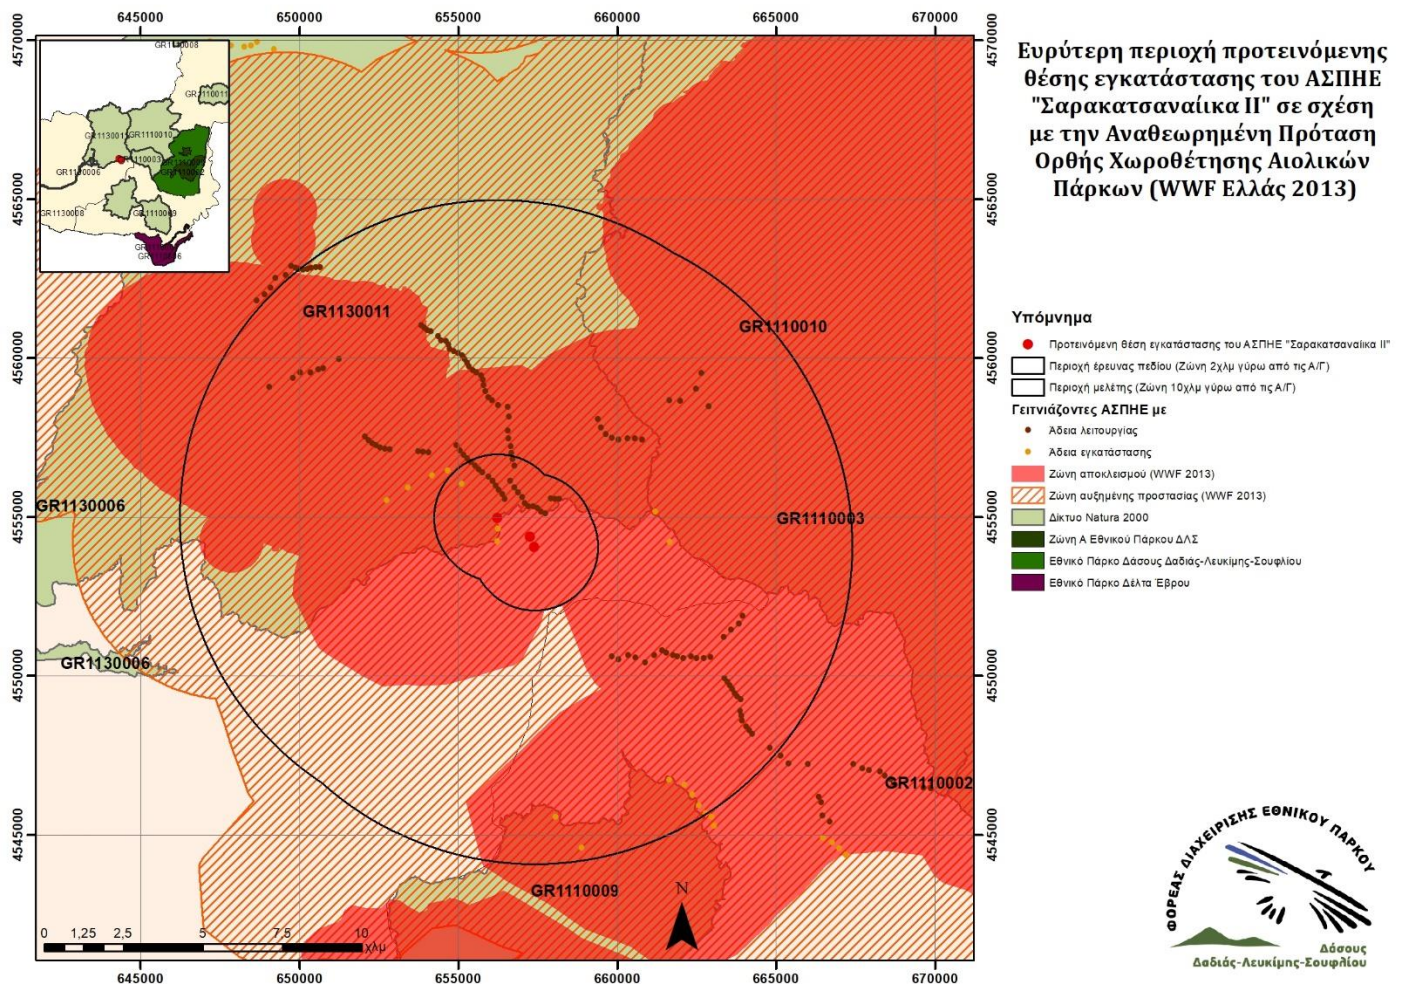 645000 650000 655000 660000 665000 670000
4570000 4570000
4565000 4565000
4560000 4560000
4555000 4555000
4550000 4550000
4545000 4545000
GR1110010
GR1110009
GR1130006
GR1130008
GR1130011
GR1110010
GR1130006
GR1110003
GR1130006
GR1110002
GR1110009
N
0 1,25 2,5 5 7,5 10
χλμ
645000 650000 655000 660000 665000 670000
Ευρύτερη περιοχή προτεινόμενης
θέσης εγκατάστασης του ΑΣΠΗΕ
"Σαρακατσαναίικα ΙΙ" σε σχέση
με την Αναθεωρημένη Πρόταση
Ορθής Χωροθέτησης Αιολικών
Πάρκων (WWF Ελλάς 2013)
Υπόμνημα
Προτεινόμενη θέση εγκατάστασης του ΑΣΠΗΕ "Σαρακατσαναίικα ΙΙ"
Περιοχή έρευνας πεδίου (Ζώνη 2χλμ γύρω από τις Α/Γ)
Περιοχή μελέτης (Ζώνη 10χλμ γύρω από τις Α/Γ)
Γειτνιάζοντες ΑΣΠΗΕ με
Άδεια λειτουργίας
Άδεια εγκατάστασης
Ζώνη αποκλεισμού (WWF 2013)
Ζώνη αυξημένης προστασίας (WWF 2013)
Δίκτυο Natura 2000
Ζώνη Α Εθνικού Πάρκου ΔΛΣ
Εθνικό Πάρκο Δάσους Δαδιάς-Λευκίμης-Σουφλίου
Εθνικό Πάρκο Δέλτα Έβρου
ΦΟΡΕΑΣ ΔΙΑΧΕΙΡΙΣΗΣ ΕΘΝΙΚΟΥ ΠΑΡΚΟΥ
Δάσους
Δαδιάς-Λευκίμης-Σουφλίου